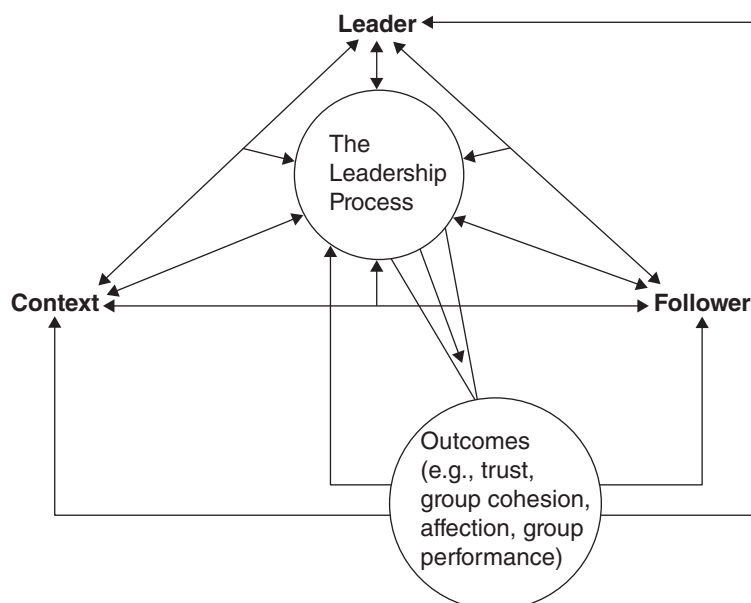 Leader
The
Leadership
Process
Context
Follower
Outcomes
(e.g., trust,
group cohesion,
affection, group
performance)